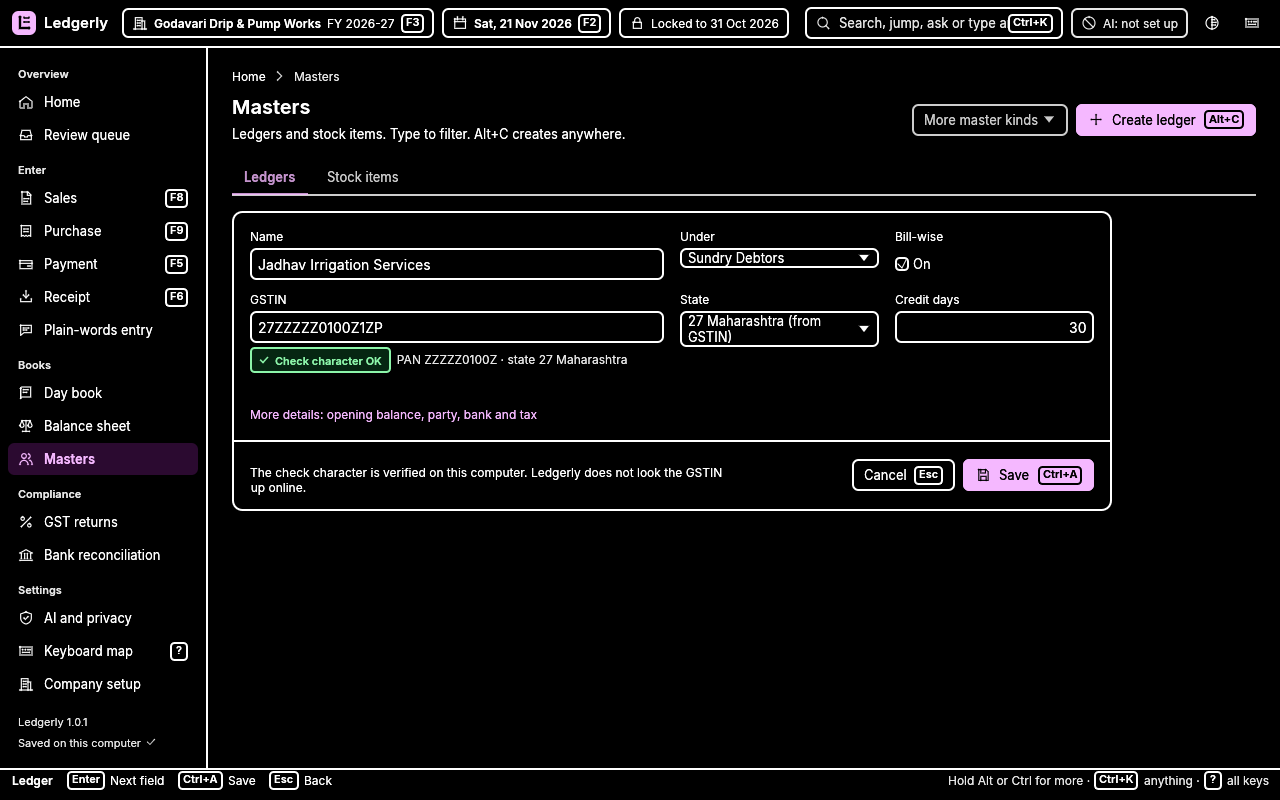 Ledgerly
Godavari Drip & Pump Works FY 2026-27 F3
Sat, 21 Nov 2026 F2
Locked to 31 Oct 2026
Search, jump, ask or type a Ctrl+K
AI: not set up
Overview
Home
Review queue
Enter
Sales F8
Purchase F9
Payment F5
Receipt F6
Plain-words entry
Books
Day book
Balance sheet
Masters
Compliance
GST returns
Bank reconciliation
Settings
AI and privacy
Keyboard map ?
Company setup
Ledgerly 1.0.1
Saved on this computer
Home Masters
Masters
Ledgers and stock items. Type to filter. Alt+C creates anywhere.
More master kinds
Create ledger Alt+C
Ledgers Stock items
Name
Jadhav Irrigation Services
Under
Sundry Debtors
Bill-wise
On
GSTIN
27ZZZZZ0100Z1ZP
Check character OK PAN ZZZZZ0100Z · state 27 Maharashtra
State
27 Maharashtra (from
GSTIN)
Credit days
30
More details: opening balance, party, bank and tax
The check character is verified on this computer. Ledgerly does not look the GSTIN
up online.
Cancel Esc
Save Ctrl+A
Ledger Enter Next field Ctrl+A Save Esc Back
Hold Alt or Ctrl for more · Ctrl+K anything · ? all keys